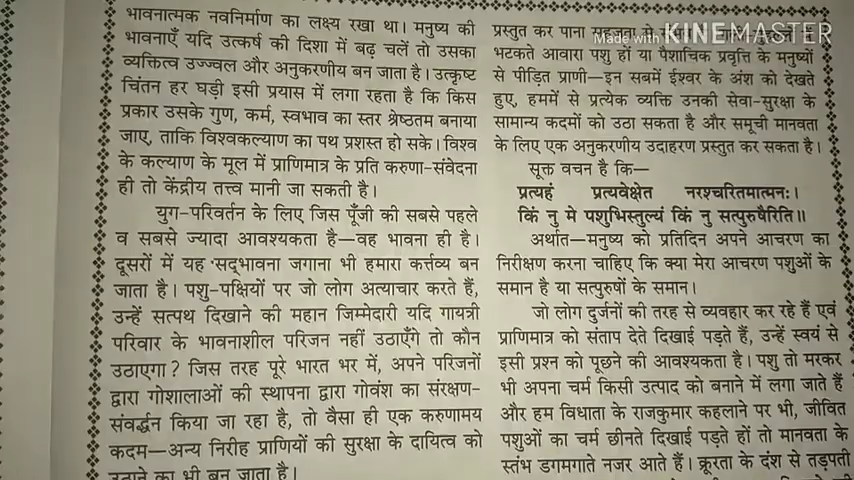 भावनात्मक नवनिर्माण का लक्ष्य रखा था। मनुष्य की
भावनाएँ यदि उत्कर्ष की दिशा में बढ़ चलें तो उसका
व्यक्तित्व उज्ज्वल और अनुकरणीय बन जाता है। उत्कृष्ट
चिंतन हर घड़ी इसी प्रयास में लगा रहता है कि किस
प्रकार उसके गुण, कर्म, स्वभाव का स्तर श्रेष्ठतम बनाया
जाए, ताकि विश्वकल्याण का पथ प्रशस्त हो सके। विश्व
के कल्याण के मूल में प्राणिमात्र के प्रति करुणा-संवेदना
ही तो केंद्रीय तत्त्व मानी जा सकती है।
युग-परिवर्तन के लिए जिस पूँजी की सबसे पहले
व सबसे ज्यादा आवश्यकता है—वह भावना ही है।
दूसरों में यह सद्भावना जगाना भी हमारा कर्त्तव्य बन
जाता है। पशु-पक्षियों पर जो लोग अत्याचार करते हैं,
उन्हें सत्पथ दिखाने की महान जिम्मेदारी यदि गायत्री
परिवार के भावनाशील परिजन नहीं उठाएँगे तो कौन
उठाएगा? जिस तरह पूरे भारत भर में, अपने परिजनों
द्वारा गोशालाओं की स्थापना द्वारा गोवंश का संरक्षण-
संवर्द्धन किया जा रहा है, तो वैसा ही एक करुणामय
कदम—अन्य निरीह प्राणियों की सुरक्षा के दायित्व को
उठाने का भी बन जाता है।
प्रस्तुत कर पाना
Made with KINEMASTER
भटकते आवारा पशु हों या पैशाचिक प्रवृत्ति के मनुष्यों
से पीड़ित प्राणी—इन सबमें ईश्वर के अंश को देखते
हुए, हममें से प्रत्येक व्यक्ति उनकी सेवा-सुरक्षा के
सामान्य कदमों को उठा सकता है और समूची मानवता
के लिए एक अनुकरणीय उदाहरण प्रस्तुत कर सकता है।
सूक्त वचन है कि—
प्रत्यहं प्रत्यवेक्षेत नरश्चरितमात्मनः।
किं नु मे पशुभिस्तुल्यं किं नु सत्पुरुषैरिति॥
अर्थात—मनुष्य को प्रतिदिन अपने आचरण का
निरीक्षण करना चाहिए कि क्या मेरा आचरण पशुओं के
समान है या सत्पुरुषों के समान।
जो लोग दुर्जनों की तरह से व्यवहार कर रहे हैं एवं
प्राणिमात्र को संताप देते दिखाई पड़ते हैं, उन्हें स्वयं से
इसी प्रश्न को पूछने की आवश्यकता है। पशु तो मरकर
भी अपना चर्म किसी उत्पाद को बनाने में लगा जाते हैं
और हम विधाता के राजकुमार कहलाने पर भी, जीवित
पशुओं का चर्म छीनते दिखाई पड़ते हों तो मानवता के
स्तंभ डगमगाते नजर आते हैं। क्रूरता के दंश से तड़पती